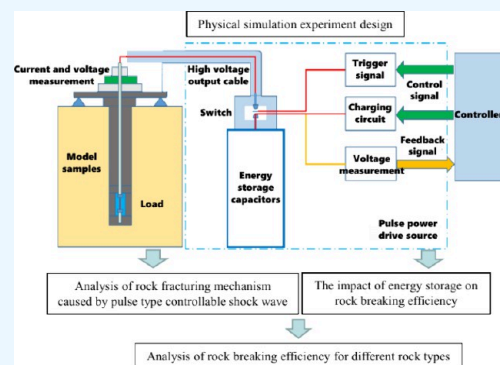 Physical simulation experiment design
Current and voltage
measurement
High voltage
output cable
Trigger
signal
Control
signal
Switch
Charging
circuit
Controller
Feedback
signal
Model
samples
Energy
storage
capacitors
Voltage
measurement
Load
Pulse power
drive source
Analysis of rock fracturing mechanism
caused by pulse type controllable shock wave
The impact of energy storage on
rock breaking efficiency
Analysis of rock breaking efficiency for different rock types